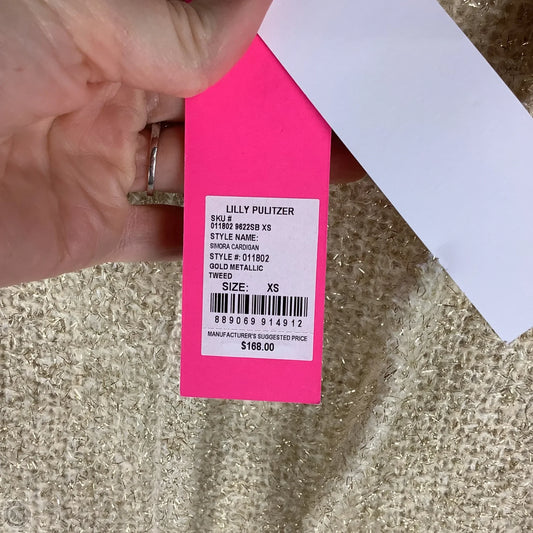 LILLY PULITZER
SKU #
011802 9622SB XS
STYLE NAME:
SIMORA CARDIGAN
STYLE #: 011802
GOLD METALLIC
TWEED
SIZE: XS
889069 914912
MANUFACTURER'S SUGGESTED PRICE
$168.00